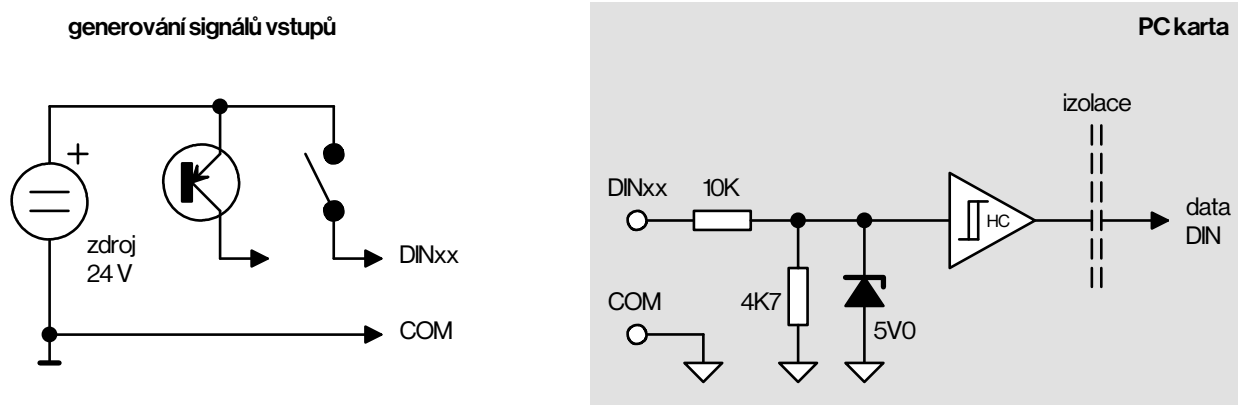 generování signálů vstupů
PC karta
+
zdroj
24 V
DINxx
COM
izolace
DINxx
10K
HC
data
DIN
COM
4K7
5V0